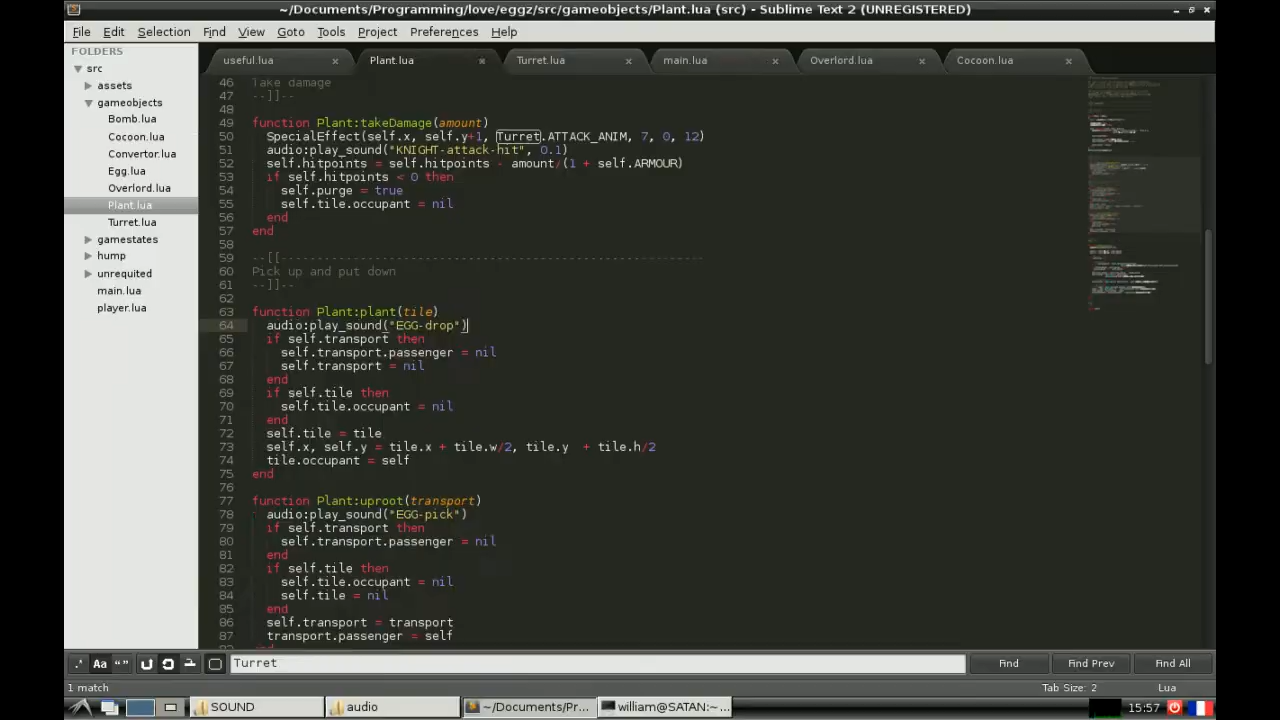 ~/Documents/Programming/love/eggz/src/gameobjects/Plant.lua (src) - Sublime Text 2 (UNREGISTERED)
File Edit Selection Find View Goto Tools Project Preferences Help
FOLDERS
src
assets
gameobjects
Bomb.lua
Cocoon.lua
Convertor.lua
Egg.lua
Overlord.lua
Plant.lua
Turret.lua
gamestates
hump
unrequited
main.lua
player.lua
useful.lua × Plant.lua × Turret.lua × main.lua × Overlord.lua × Cocoon.lua ×
46 Take damage
47 --]]--
48
49 function Plant:takeDamage(amount)
50 SpecialEffect(self.x, self.y+1, Turret.ATTACK_ANIM, 7, 0, 12)
51 audio:play_sound("KNIGHT-attack-hit", 0.1)
52 self.hitpoints = self.hitpoints - amount/(1 + self.ARMOUR)
53 if self.hitpoints < 0 then
54 self.purge = true
55 self.tile.occupant = nil
56 end
57 end
58
59 --[[------------------------------------------------------------
60 Pick up and put down
61 --]]--
62
63 function Plant:plant(tile)
64 audio:play_sound("EGG-drop")
65 if self.transport then
66 self.transport.passenger = nil
67 self.transport = nil
68 end
69 if self.tile then
70 self.tile.occupant = nil
71 end
72 self.tile = tile
73 self.x, self.y = tile.x + tile.w/2, tile.y  + tile.h/2
74 tile.occupant = self
75 end
76
77 function Plant:uproot(transport)
78 audio:play_sound("EGG-pick")
79 if self.transport then
80 self.transport.passenger = nil
81 end
82 if self.tile then
83 self.tile.occupant = nil
84 self.tile = nil
85 end
86 self.transport = transport
87 transport.passenger = self
.* Aa “” Turret Find Find Prev Find All
1 match Tab Size: 2 Lua
SOUND audio ~/Documents/Pr... william@SATAN:~ ... 15:57